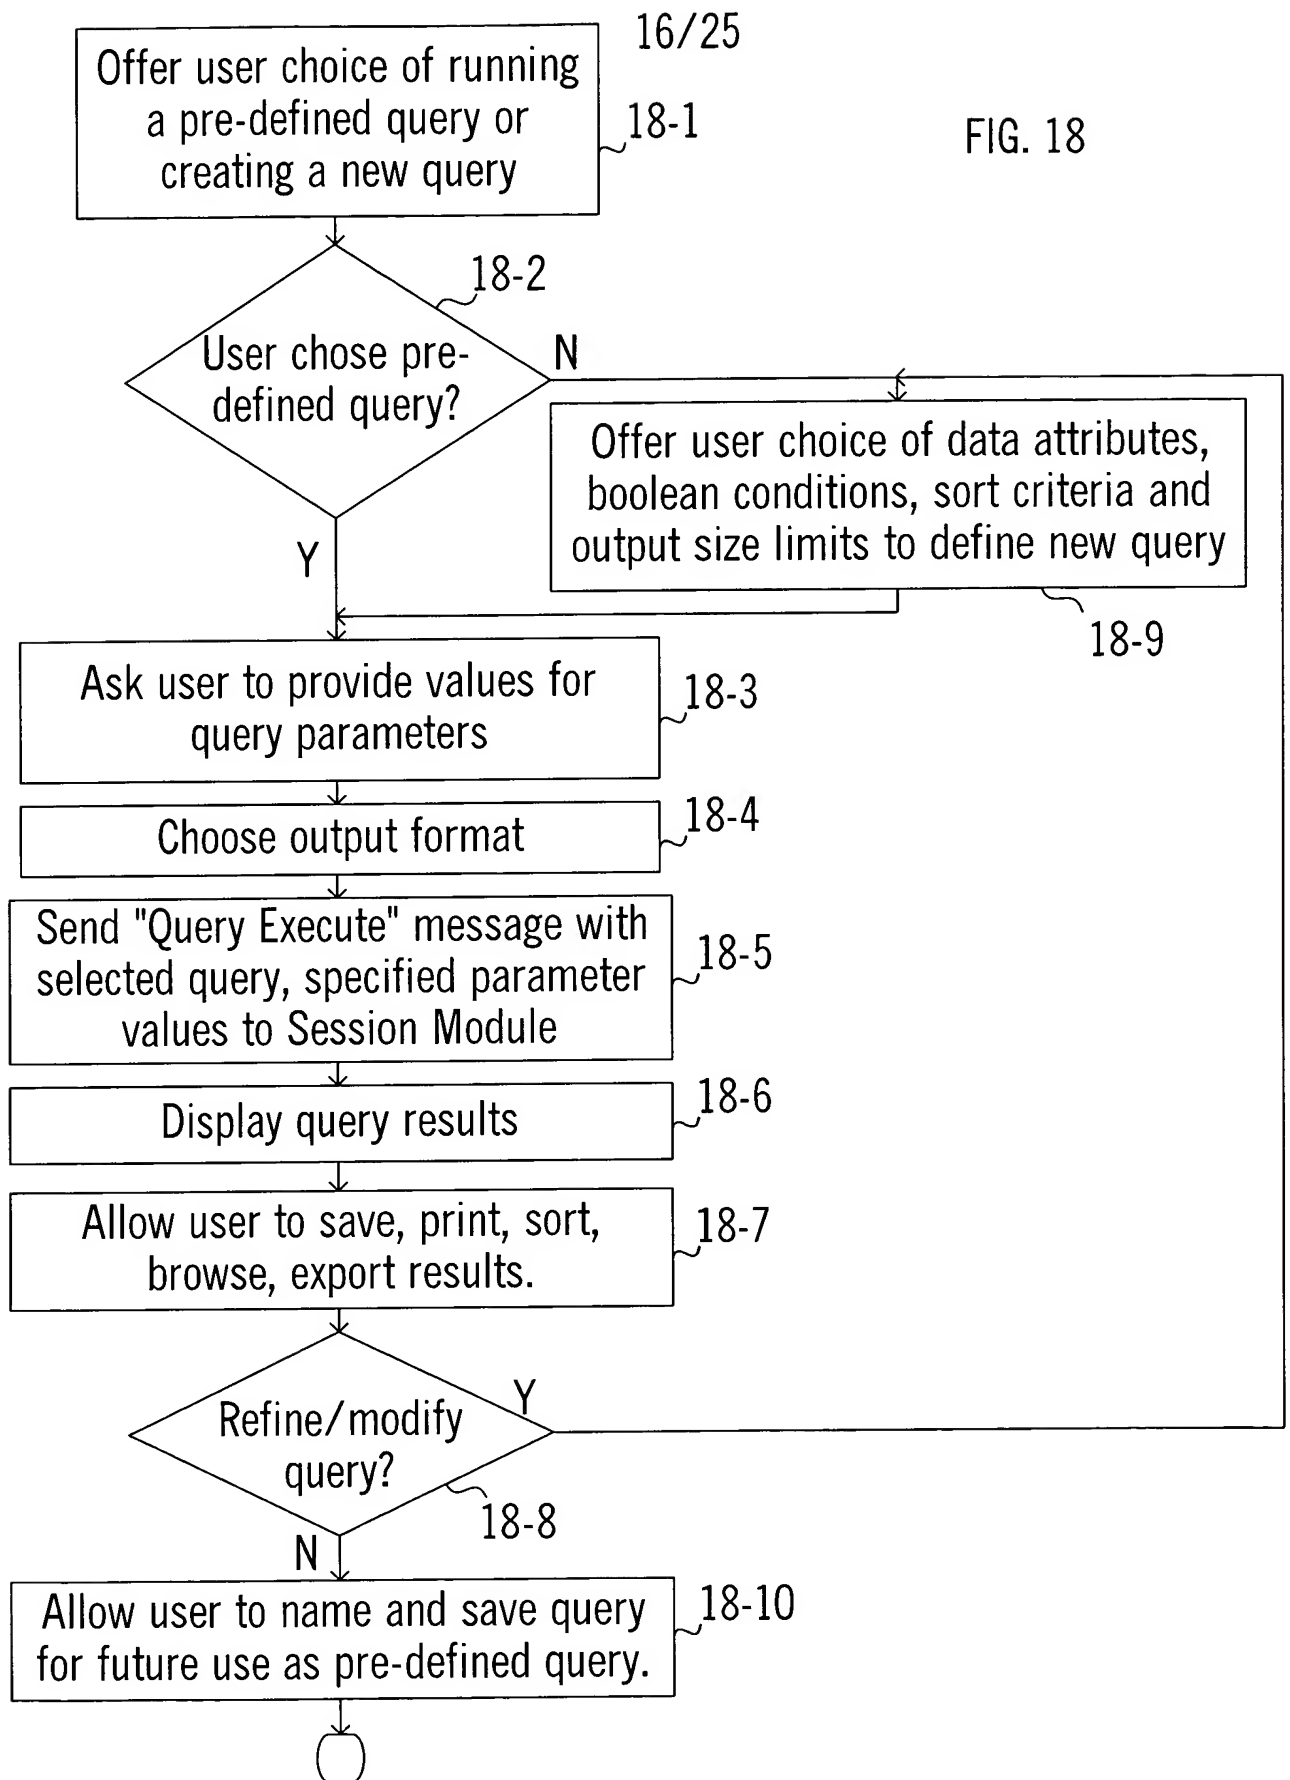 16/25
FIG. 18
Offer user choice of running
a pre-defined query or
creating a new query
18-1
18-2
User chose pre-
defined query?
N
Y
Offer user choice of data attributes,
boolean conditions, sort criteria and
output size limits to define new query
18-9
Ask user to provide values for
query parameters
18-3
Choose output format
18-4
Send "Query Execute" message with
selected query, specified parameter
values to Session Module
18-5
Display query results
18-6
Allow user to save, print, sort,
browse, export results.
18-7
Refine/modify
query?
Y
18-8
N
Allow user to name and save query
for future use as pre-defined query.
18-10